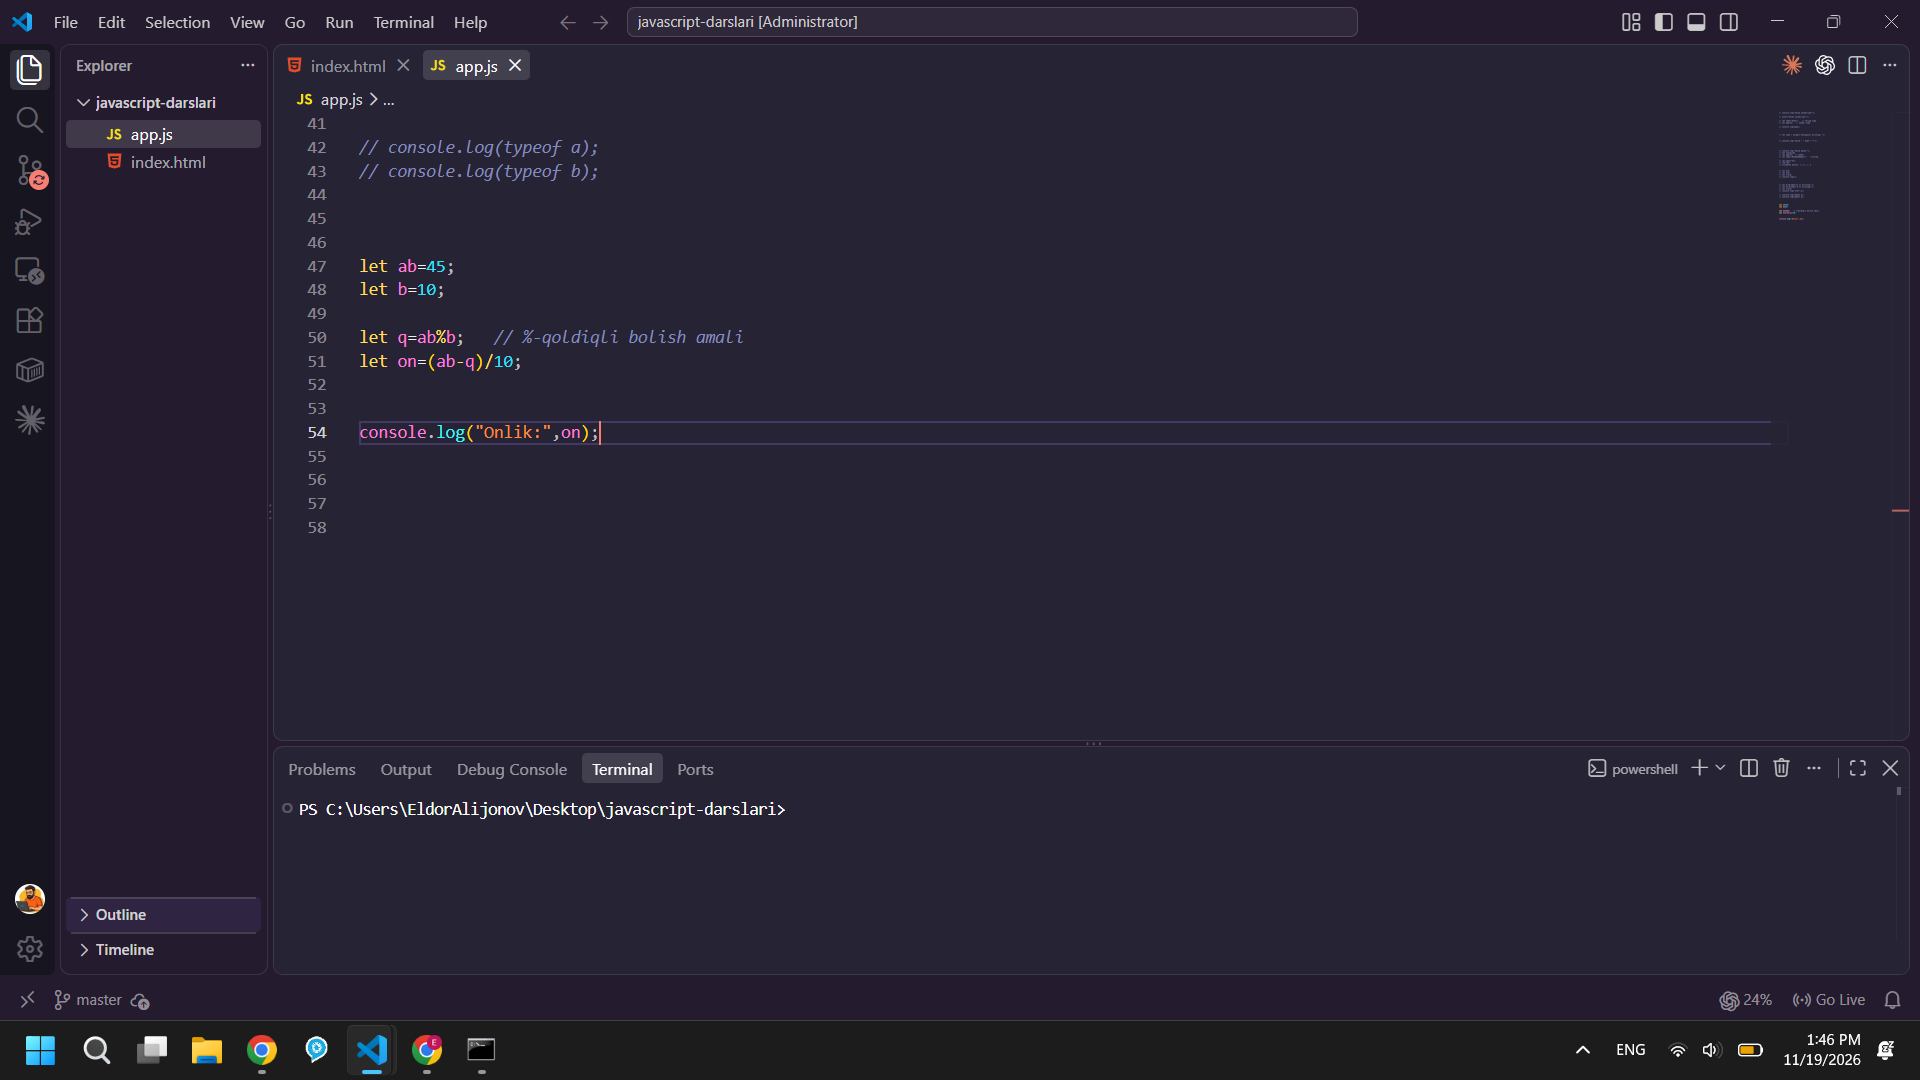 File Edit Selection View Go Run Terminal Help
javascript-darslari [Administrator]
Explorer
javascript-darslari
JS app.js
index.html
Outline
Timeline
index.html
JS app.js
JS app.js > ...
41
42 // console.log(typeof a);
43 // console.log(typeof b);
44
45
46
47 let ab=45;
48 let b=10;
49
50 let q=ab%b;   // %-qoldiqli bolish amali
51 let on=(ab-q)/10;
52
53
54 console.log("Onlik:",on);
55
56
57
58
Problems Output Debug Console Terminal Ports
powershell
PS C:\Users\EldorAlijonov\Desktop\javascript-darslari>
master
24% Go Live
E
ENG
1:46 PM
11/19/2026